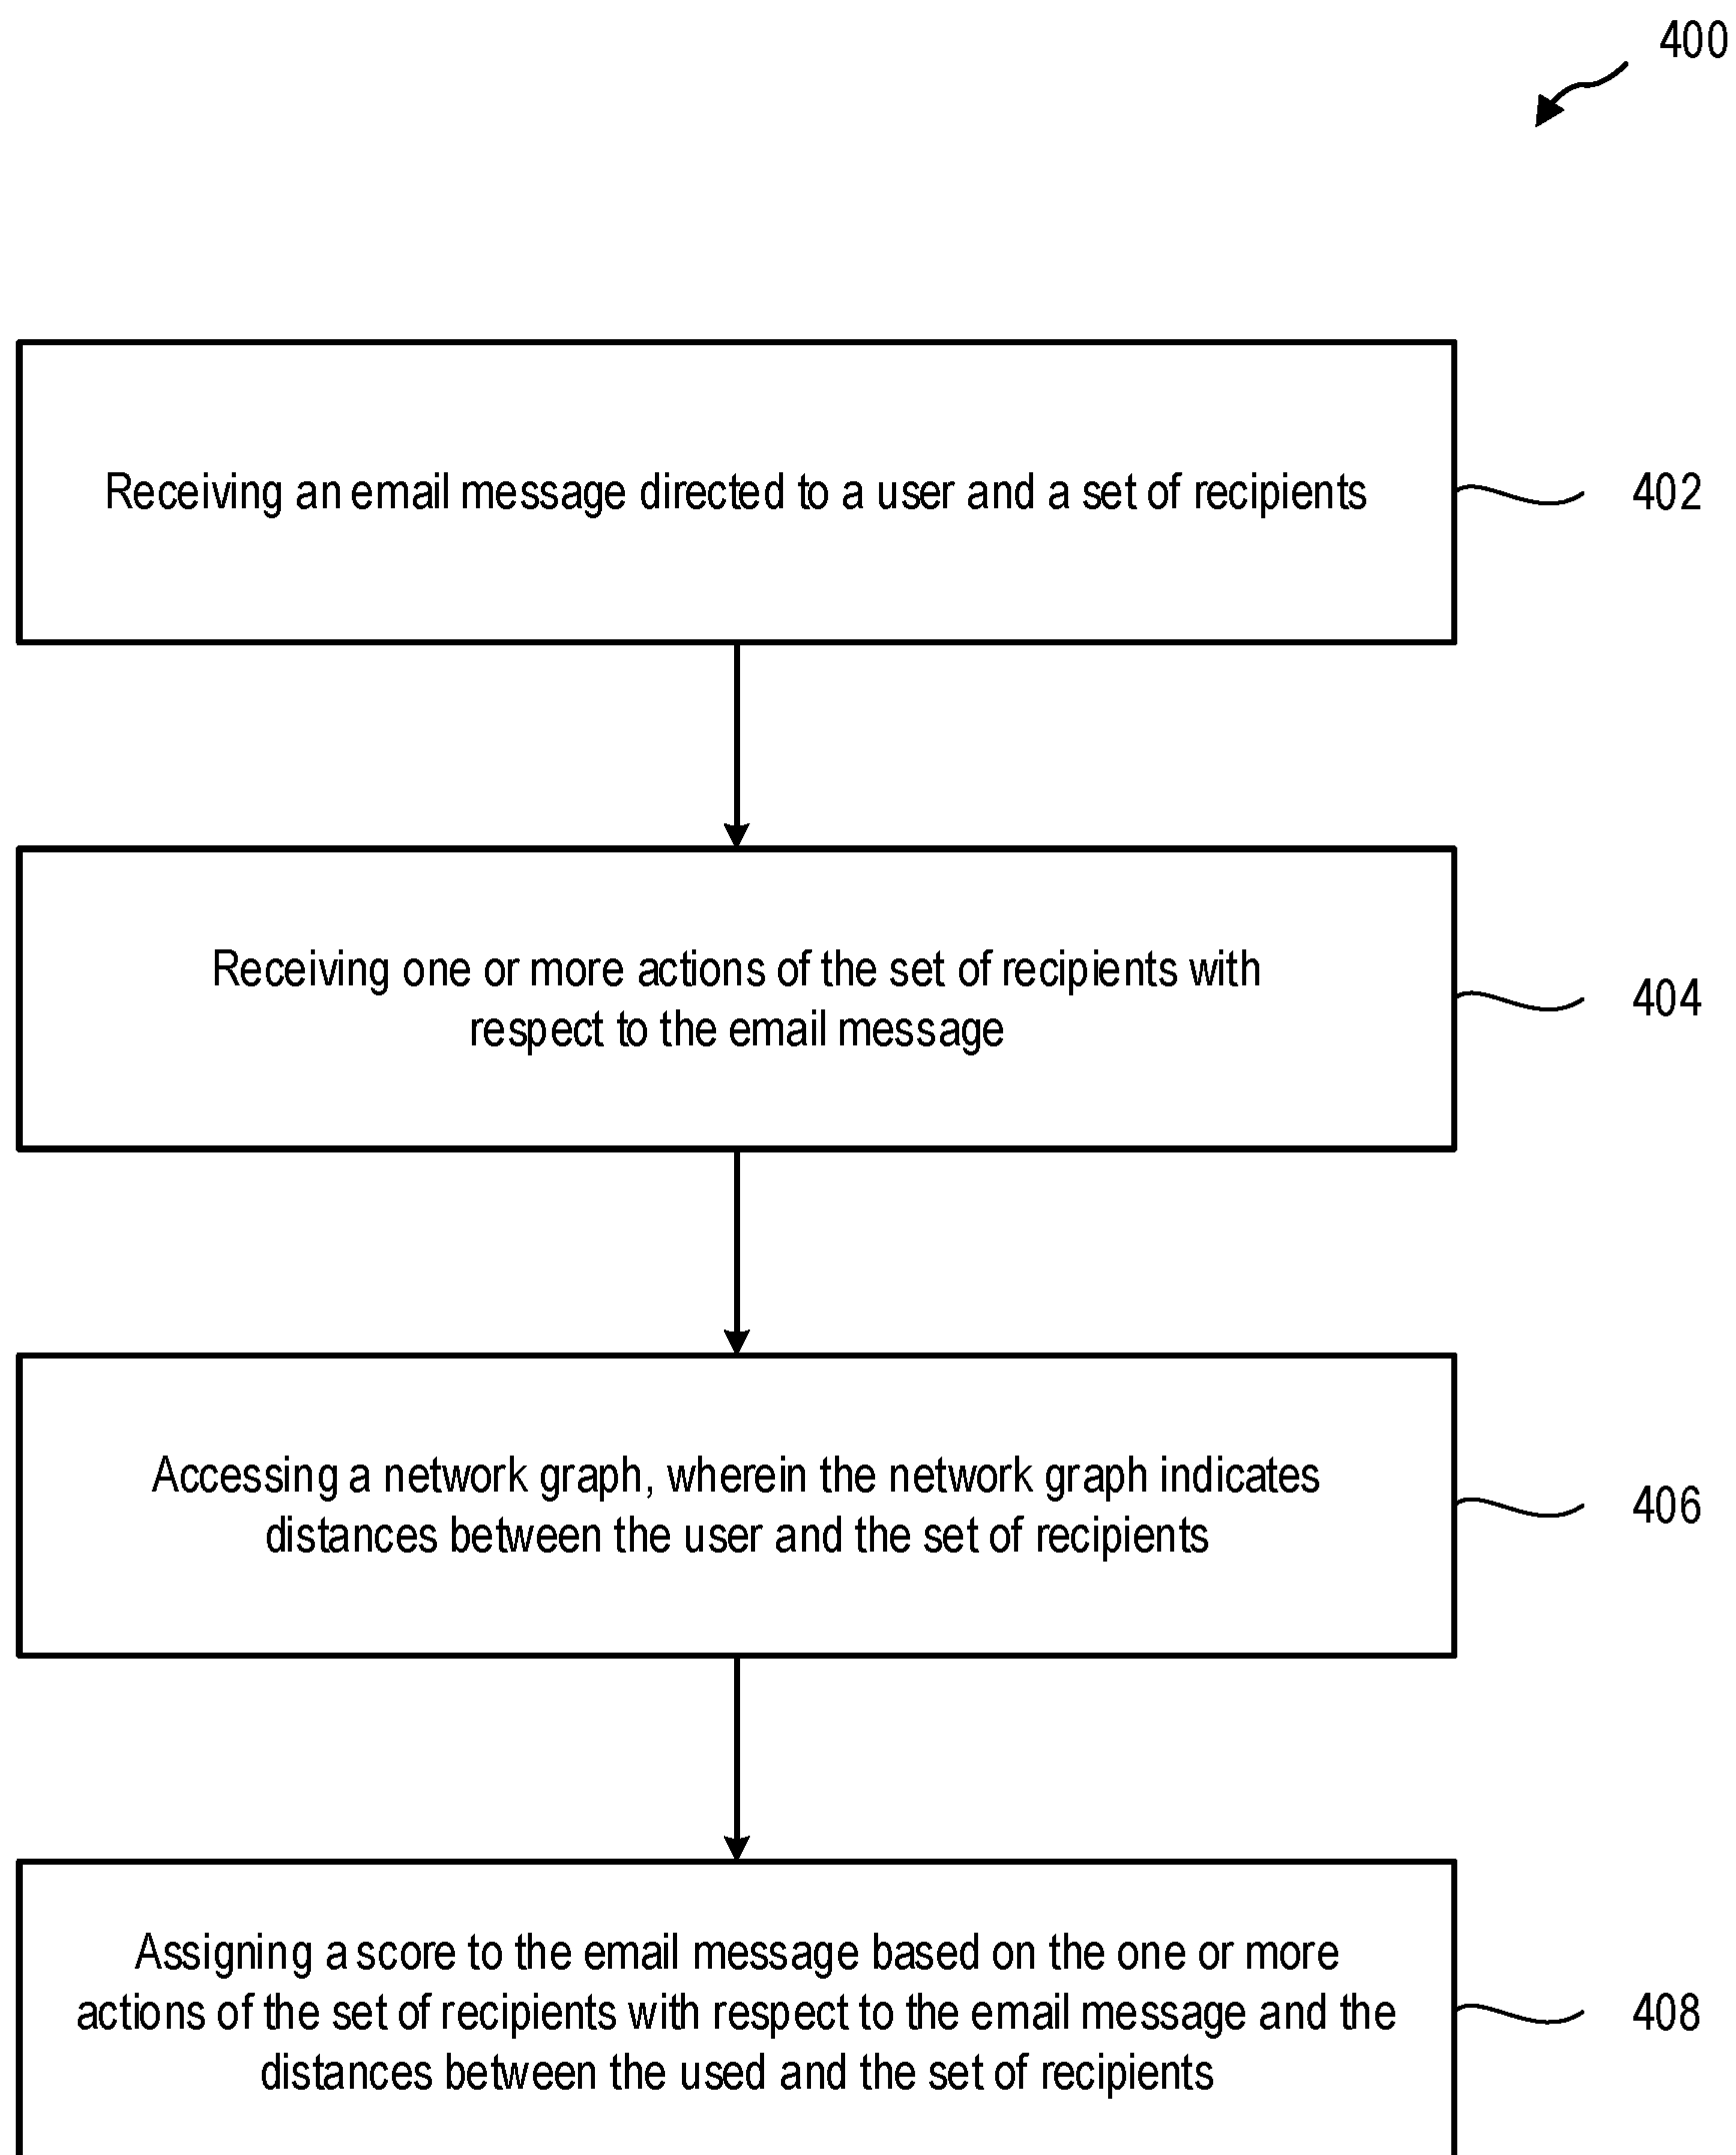 400
Receiving an email message directed to a user and a set of recipients
402
Receiving one or more actions of the set of recipients with
respect to the email message
404
Accessing a network graph, wherein the network graph indicates
distances between the user and the set of recipients
406
Assigning a score to the email message based on the one or more
actions of the set of recipients with respect to the email message and the
distances between the used and the set of recipients
408